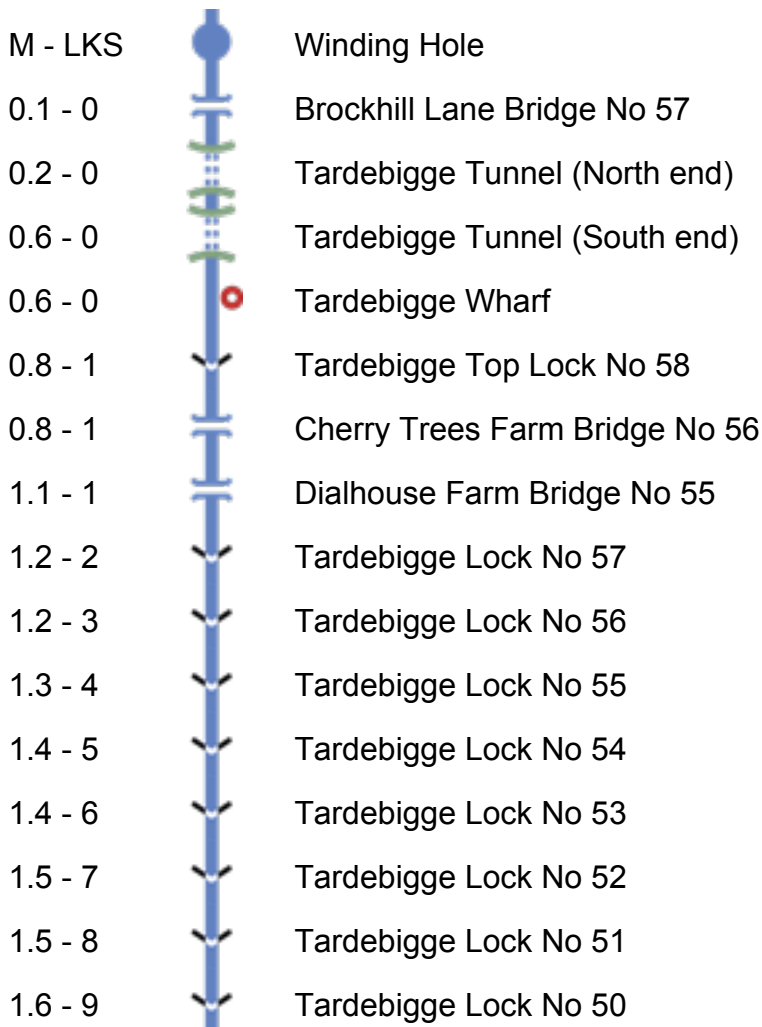 M - LKS Winding Hole
0.1 - 0 Brockhill Lane Bridge No 57
0.2 - 0 Tardebigge Tunnel (North end)
0.6 - 0 Tardebigge Tunnel (South end)
0.6 - 0 Tardebigge Wharf
0.8 - 1 Tardebigge Top Lock No 58
0.8 - 1 Cherry Trees Farm Bridge No 56
1.1 - 1 Dialhouse Farm Bridge No 55
1.2 - 2 Tardebigge Lock No 57
1.2 - 3 Tardebigge Lock No 56
1.3 - 4 Tardebigge Lock No 55
1.4 - 5 Tardebigge Lock No 54
1.4 - 6 Tardebigge Lock No 53
1.5 - 7 Tardebigge Lock No 52
1.5 - 8 Tardebigge Lock No 51
1.6 - 9 Tardebigge Lock No 50